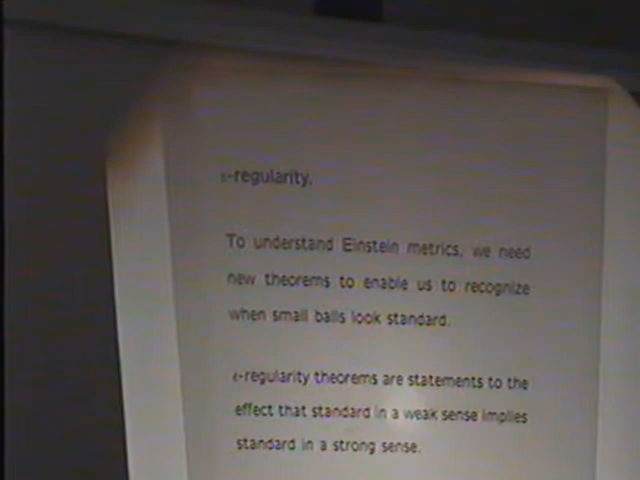 ε-regularity.
To understand Einstein metrics, we need
new theorems to enable us to recognize
when small balls look standard.
ε-regularity theorems are statements to the
effect that standard in a weak sense implies
standard in a strong sense.